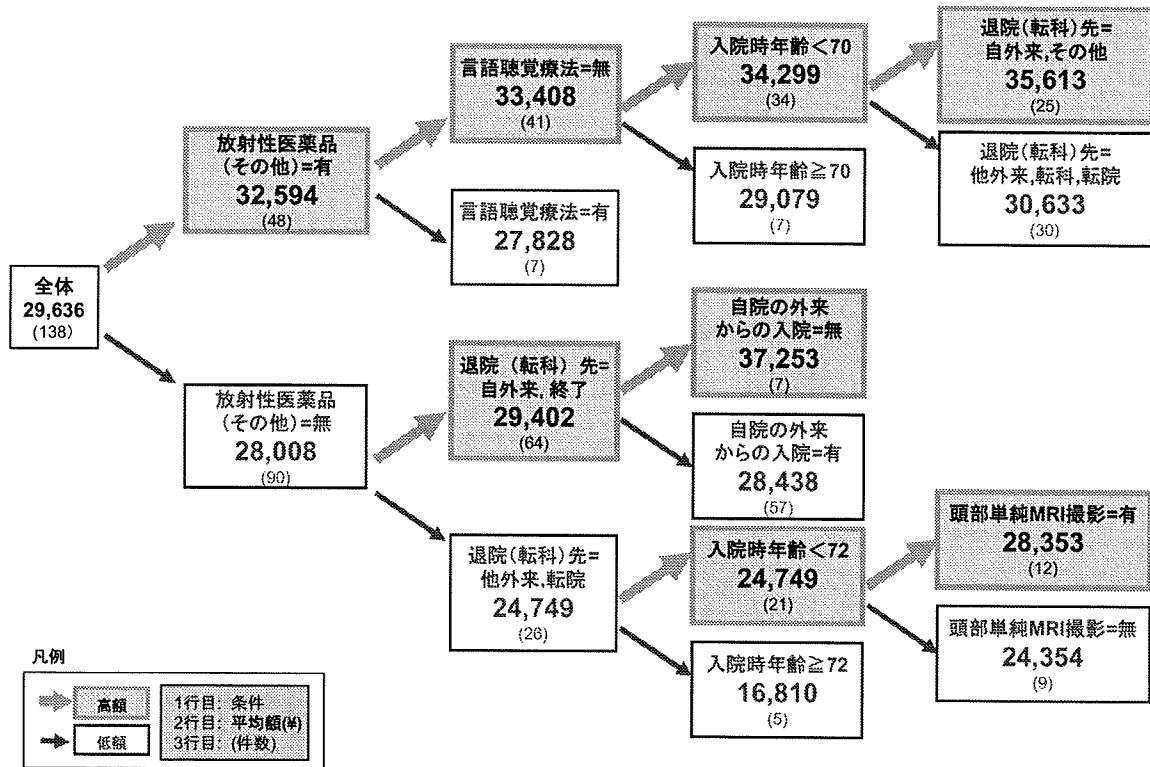 全体
29,636
(138)
放射性医薬品
(その他)=有
32,594
(48)
放射性医薬品
(その他)=無
28,008
(90)
言語聴覚療法=無
33,408
(41)
言語聴覚療法=有
27,828
(7)
退院（転科）先=
自外来, 終了
29,402
(64)
退院(転科)先=
他外来,転院
24,749
(26)
入院時年齢＜70
34,299
(34)
入院時年齢≧70
29,079
(7)
自院の外来
からの入院=無
37,253
(7)
自院の外来
からの入院=有
28,438
(57)
入院時年齢＜72
24,749
(21)
入院時年齢≧72
16,810
(5)
退院(転科)先=
自外来,その他
35,613
(25)
退院(転科)先=
他外来,転科,転院
30,633
(30)
頭部単純MRI撮影=有
28,353
(12)
頭部単純MRI撮影=無
24,354
(9)
凡例
高額
低額
1行目: 条件
2行目: 平均額(¥)
3行目: (件数)